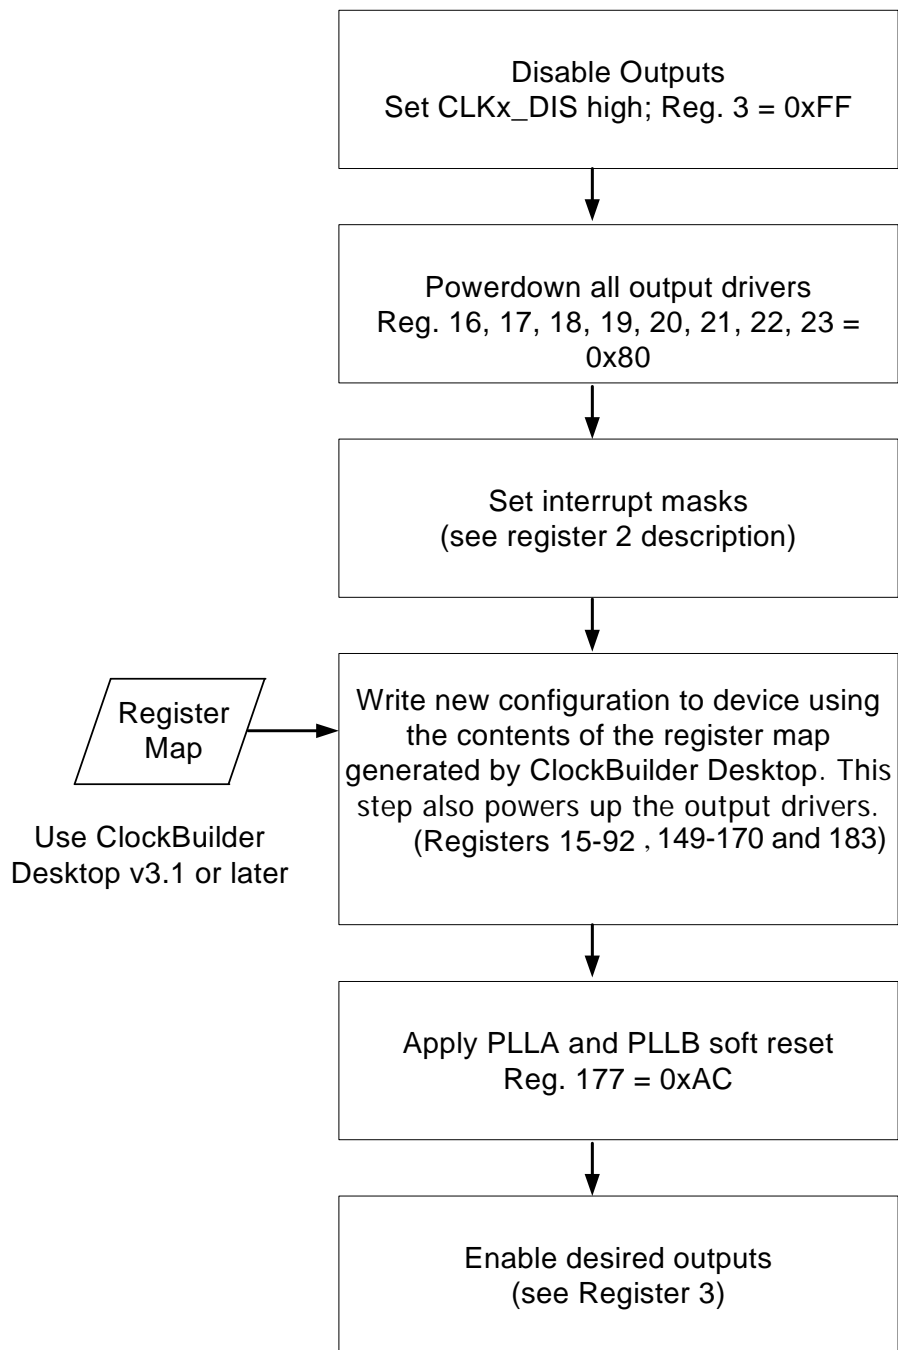 Disable Outputs
Set CLKx_DIS high; Reg. 3 = 0xFF
Powerdown all output drivers
Reg. 16, 17, 18, 19, 20, 21, 22, 23 =
0x80
Set interrupt masks
(see register 2 description)
Register
Map
Use ClockBuilder
Desktop v3.1 or later
Write new configuration to device using
the contents of the register map
generated by ClockBuilder Desktop. This
step also powers up the output drivers.
(Registers 15-92 , 149-170 and 183)
Apply PLLA and PLLB soft reset
Reg. 177 = 0xAC
Enable desired outputs
(see Register 3)